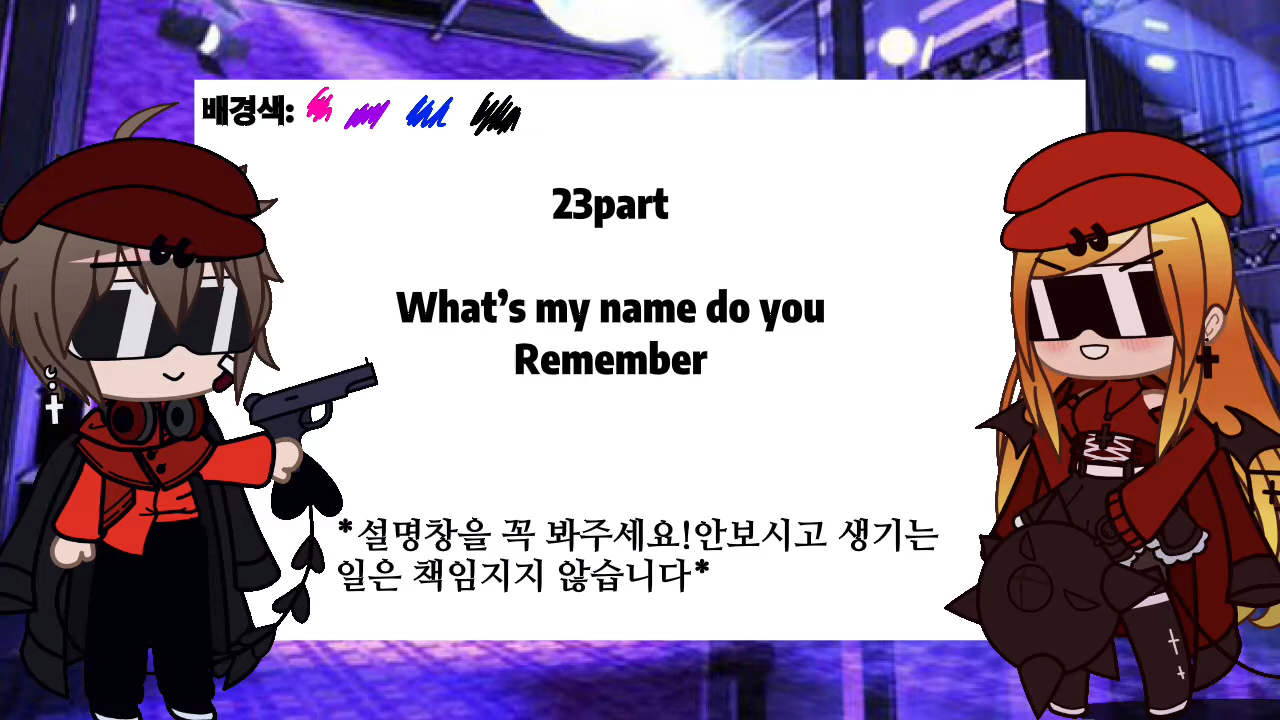 배경색:
23part
What's my name do you
Remember
*설명창을 꼭 봐주세요!안보시고 생기는
일은 책임지지 않습니다*